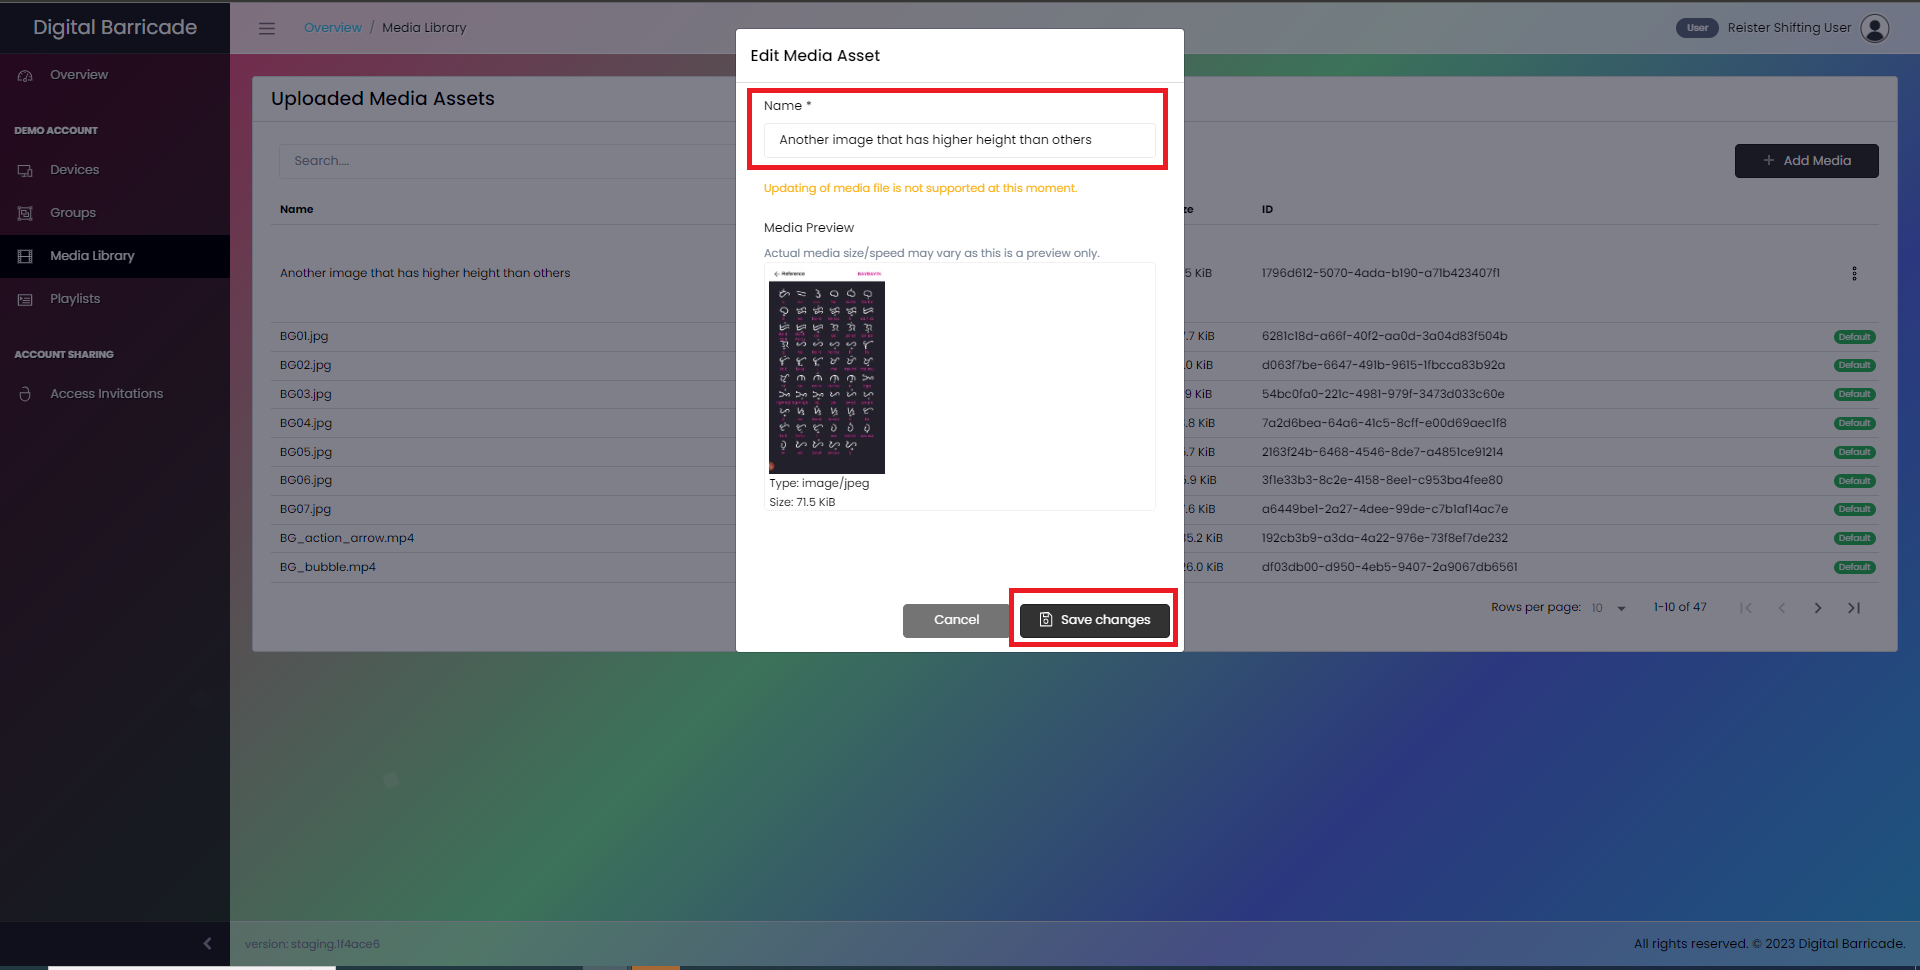 Digital Barricade
Overview / Media Library
User Reister Shifting User
Overview
DEMO ACCOUNT
Devices
Groups
Media Library
Playlists
ACCOUNT SHARING
Access Invitations
Uploaded Media Assets
Search....
+ Add Media
Name ze ID
Another image that has higher height than others 5 KiB 1796d612-5070-4ada-b190-a71b423407f1
BG01.jpg .7 KiB 6281c18d-a66f-40f2-aa0d-3a04d83f504b Default
BG02.jpg .0 KiB d063f7be-6647-491b-9615-1fbcca83b92a Default
BG03.jpg 9 KiB 54bc0fa0-221c-4981-979f-3473d033c60e Default
BG04.jpg .8 KiB 7a2d6bea-64a6-41c5-8cff-e00d69aec1f8 Default
BG05.jpg .7 KiB 2163f24b-6468-4546-8de7-a4851ce91214 Default
BG06.jpg .9 KiB 3f1e33b3-8c2e-4158-8ee1-c953ba4fee80 Default
BG07.jpg .6 KiB a6449be1-2a27-4dee-99de-c7b1af14ac7e Default
BG_action_arrow.mp4 5.2 KiB 192cb3b9-a3da-4a22-976e-73f8ef7de232 Default
BG_bubble.mp4 26.0 KiB df03db00-d950-4eb5-9407-2a9067db6561 Default
Rows per page: 10 1-10 of 47
Edit Media Asset
Name *
Another image that has higher height than others
Updating of media file is not supported at this moment.
Media Preview
Actual media size/speed may vary as this is a preview only.
Reference BAYBAYIN
Type: image/jpeg
Size: 71.5 KiB
Cancel Save changes
version: staging.1f4ace6
All rights reserved. © 2023 Digital Barricade.